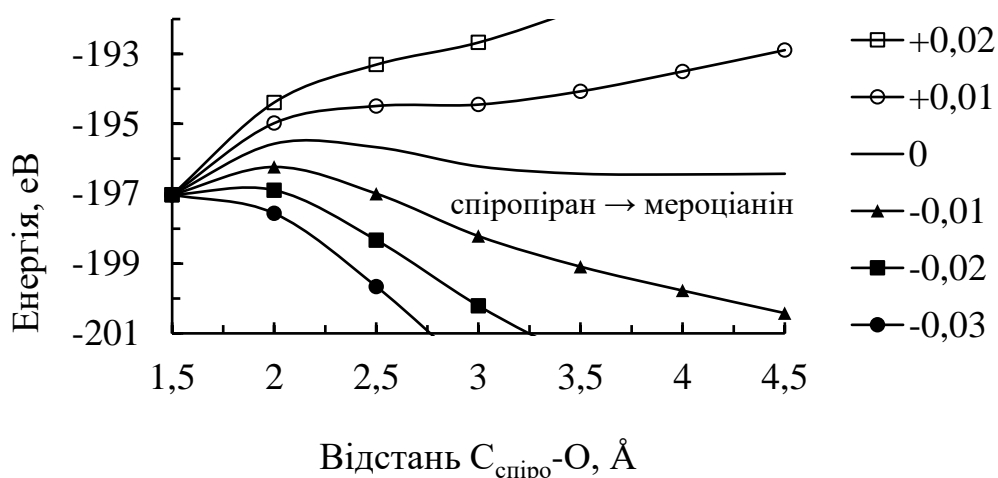 -193
-195
-197
-199
-201
Енергія, еВ
спіропіран → мероціанін
1,5 2 2,5 3 3,5 4 4,5
Відстань Cспіро-O, Å
+0,02
+0,01
0
-0,01
-0,02
-0,03